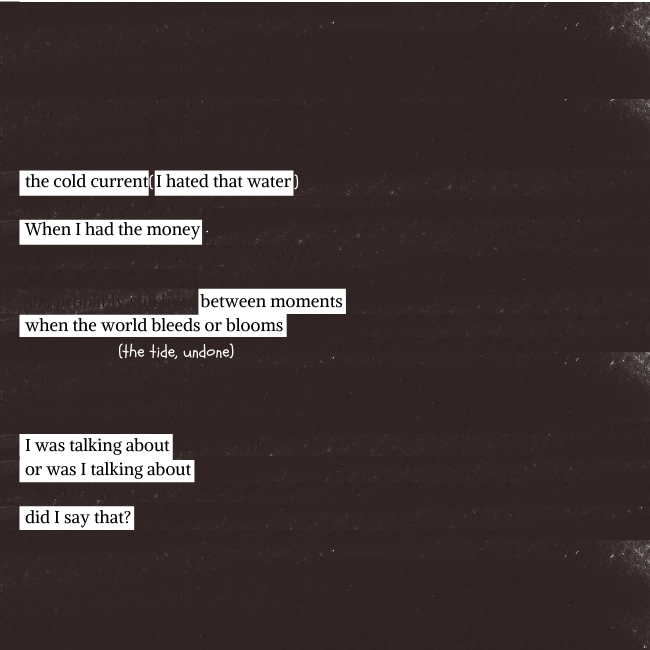 the cold current(I hated that water)
When I had the money
between moments
when the world bleeds or blooms
(the tide, undone)
I was talking about
or was I talking about
did I say that?